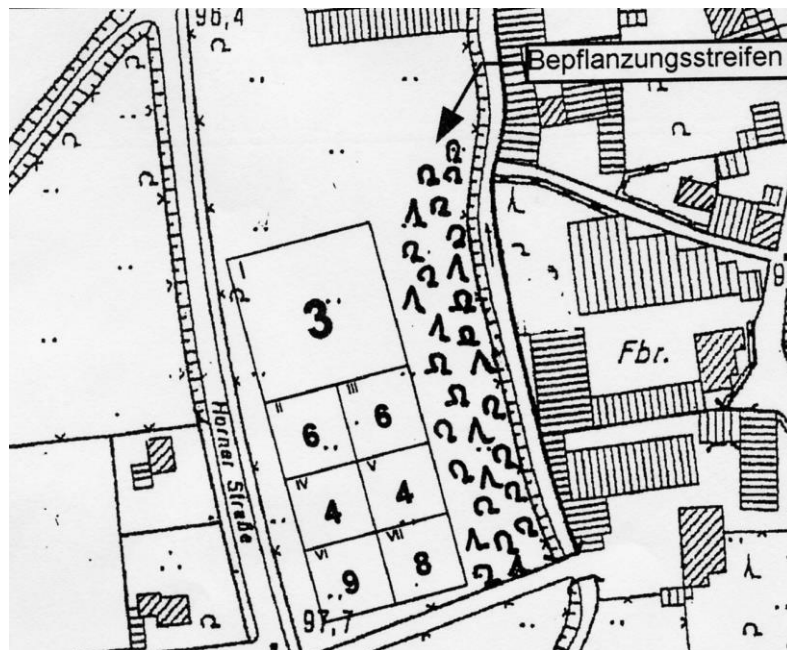 96,4
Bepflanzungsstreifen
I
3
II
III
6
6
Fbr.
Horner Straße
IV
V
4
4
VI
VII
9
8
97,7